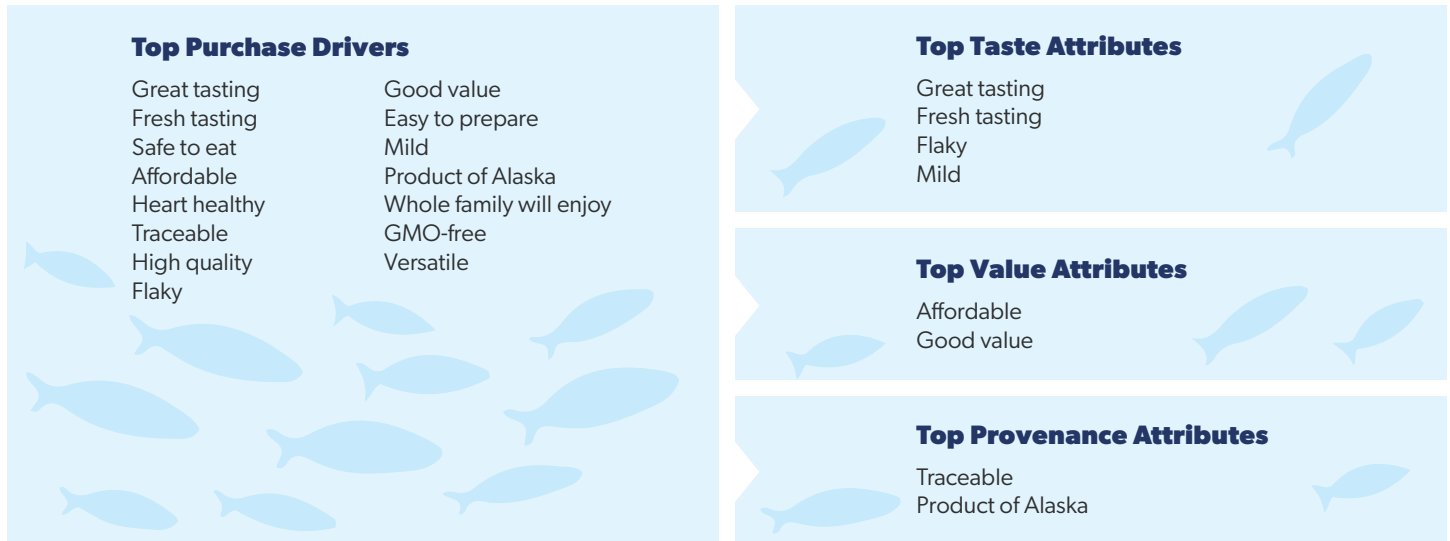 Top Purchase Drivers
Great tasting
Fresh tasting
Safe to eat
Affordable
Heart healthy
Traceable
High quality
Flaky
Good value
Easy to prepare
Mild
Product of Alaska
Whole family will enjoy
GMO-free
Versatile
Top Taste Attributes
Great tasting
Fresh tasting
Flaky
Mild
Top Value Attributes
Affordable
Good value
Top Provenance Attributes
Traceable
Product of Alaska